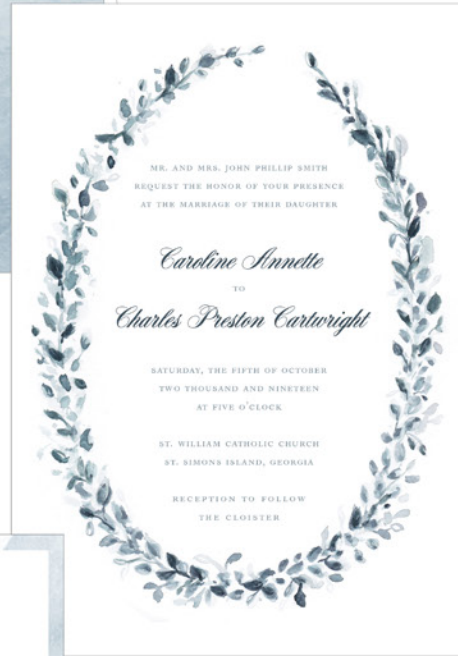 MR. AND MRS. JOHN PHILLIP SMITH
REQUEST THE HONOR OF YOUR PRESENCE
AT THE MARRIAGE OF THEIR DAUGHTER
Caroline Annette
TO
Charles Preston Cartwright
SATURDAY, THE FIFTH OF OCTOBER
TWO THOUSAND AND NINETEEN
AT FIVE O'CLOCK
ST. WILLIAM CATHOLIC CHURCH
ST. SIMONS ISLAND, GEORGIA
RECEPTION TO FOLLOW
THE CLOISTER